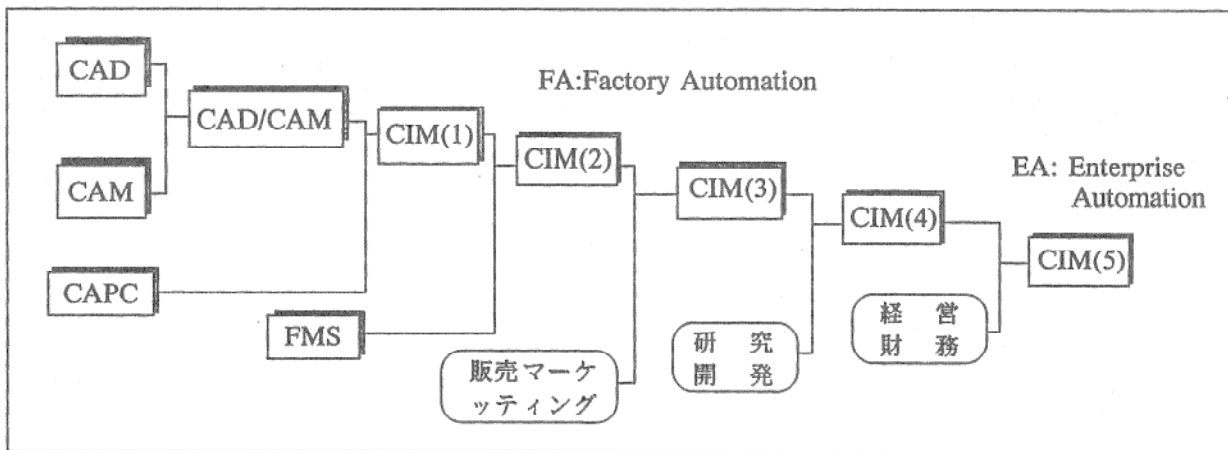 CAD
FA:Factory Automation
CAD/CAM
CIM(1)
CIM(2)
CAM
EA: Enterprise
Automation
CIM(3)
CIM(4)
CIM(5)
CAPC
FMS
経 営
財 務
研 究
開 発
販売マーケ
ッティング